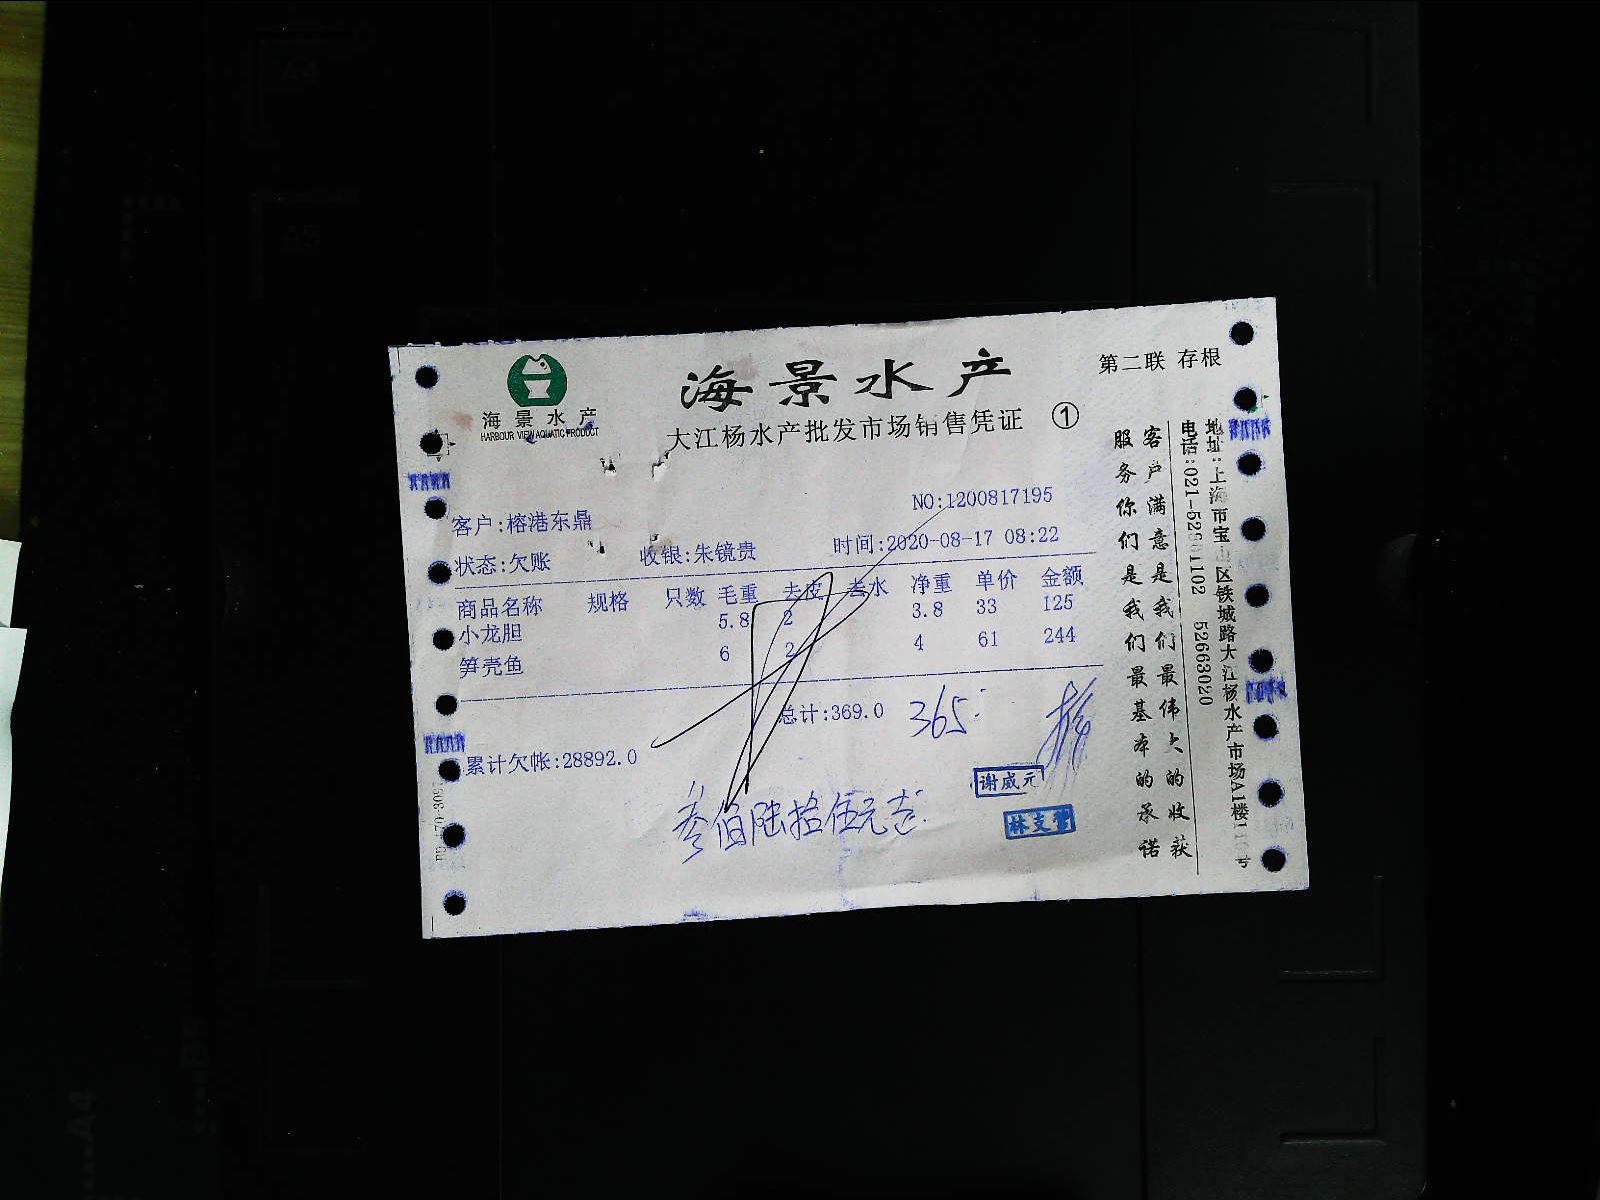 海景水产
HARBOUR VIEW AQUATIC PRODUCT
海景水产
大江杨水产批发市场销售凭证 ①
第二联 存根
客户:榕港东鼎
NO:1200817195
状态:欠账 收银:朱镜贵 时间:2020-08-17 08:22
商品名称 规格 只数 毛重 去皮 去水 净重 单价 金额
小龙胆 5.8 2 3.8 33 125
笋壳鱼 6 2 4 61 244
总计:369.0 365
累计欠帐:28892.0
叁佰陆拾伍元
谢威元
客户满意是我们最伟大的收获
服务你们是我们最基本的承诺
地址:上海市宝山区铁城路大江杨水产市场A1楼 号
电话:021- 52663020
A4